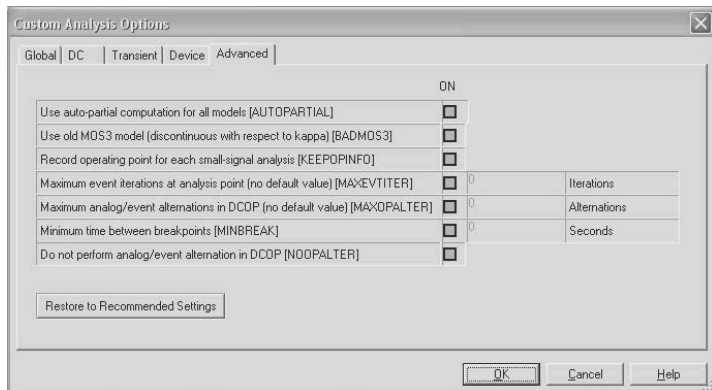 Custom Analysis Options
Global DC Transient Device Advanced
ON
Use auto-partial computation for all models [AUTOPARTIAL]
Use old MOS3 model (discontinuous with respect to kappa) [BADMOS3]
Record operating point for each small-signal analysis [KEEPOPINFO]
Maximum event iterations at analysis point (no default value) [MAXEVTITER] 0 Iterations
Maximum analog/event alternations in DCOP (no default value) [MAXOPALTER] 0 Alternations
Minimum time between breakpoints [MINBREAK] 0 Seconds
Do not perform analog/event alternation in DCOP [NOOPALTER]
Restore to Recommended Settings
OK Cancel Help